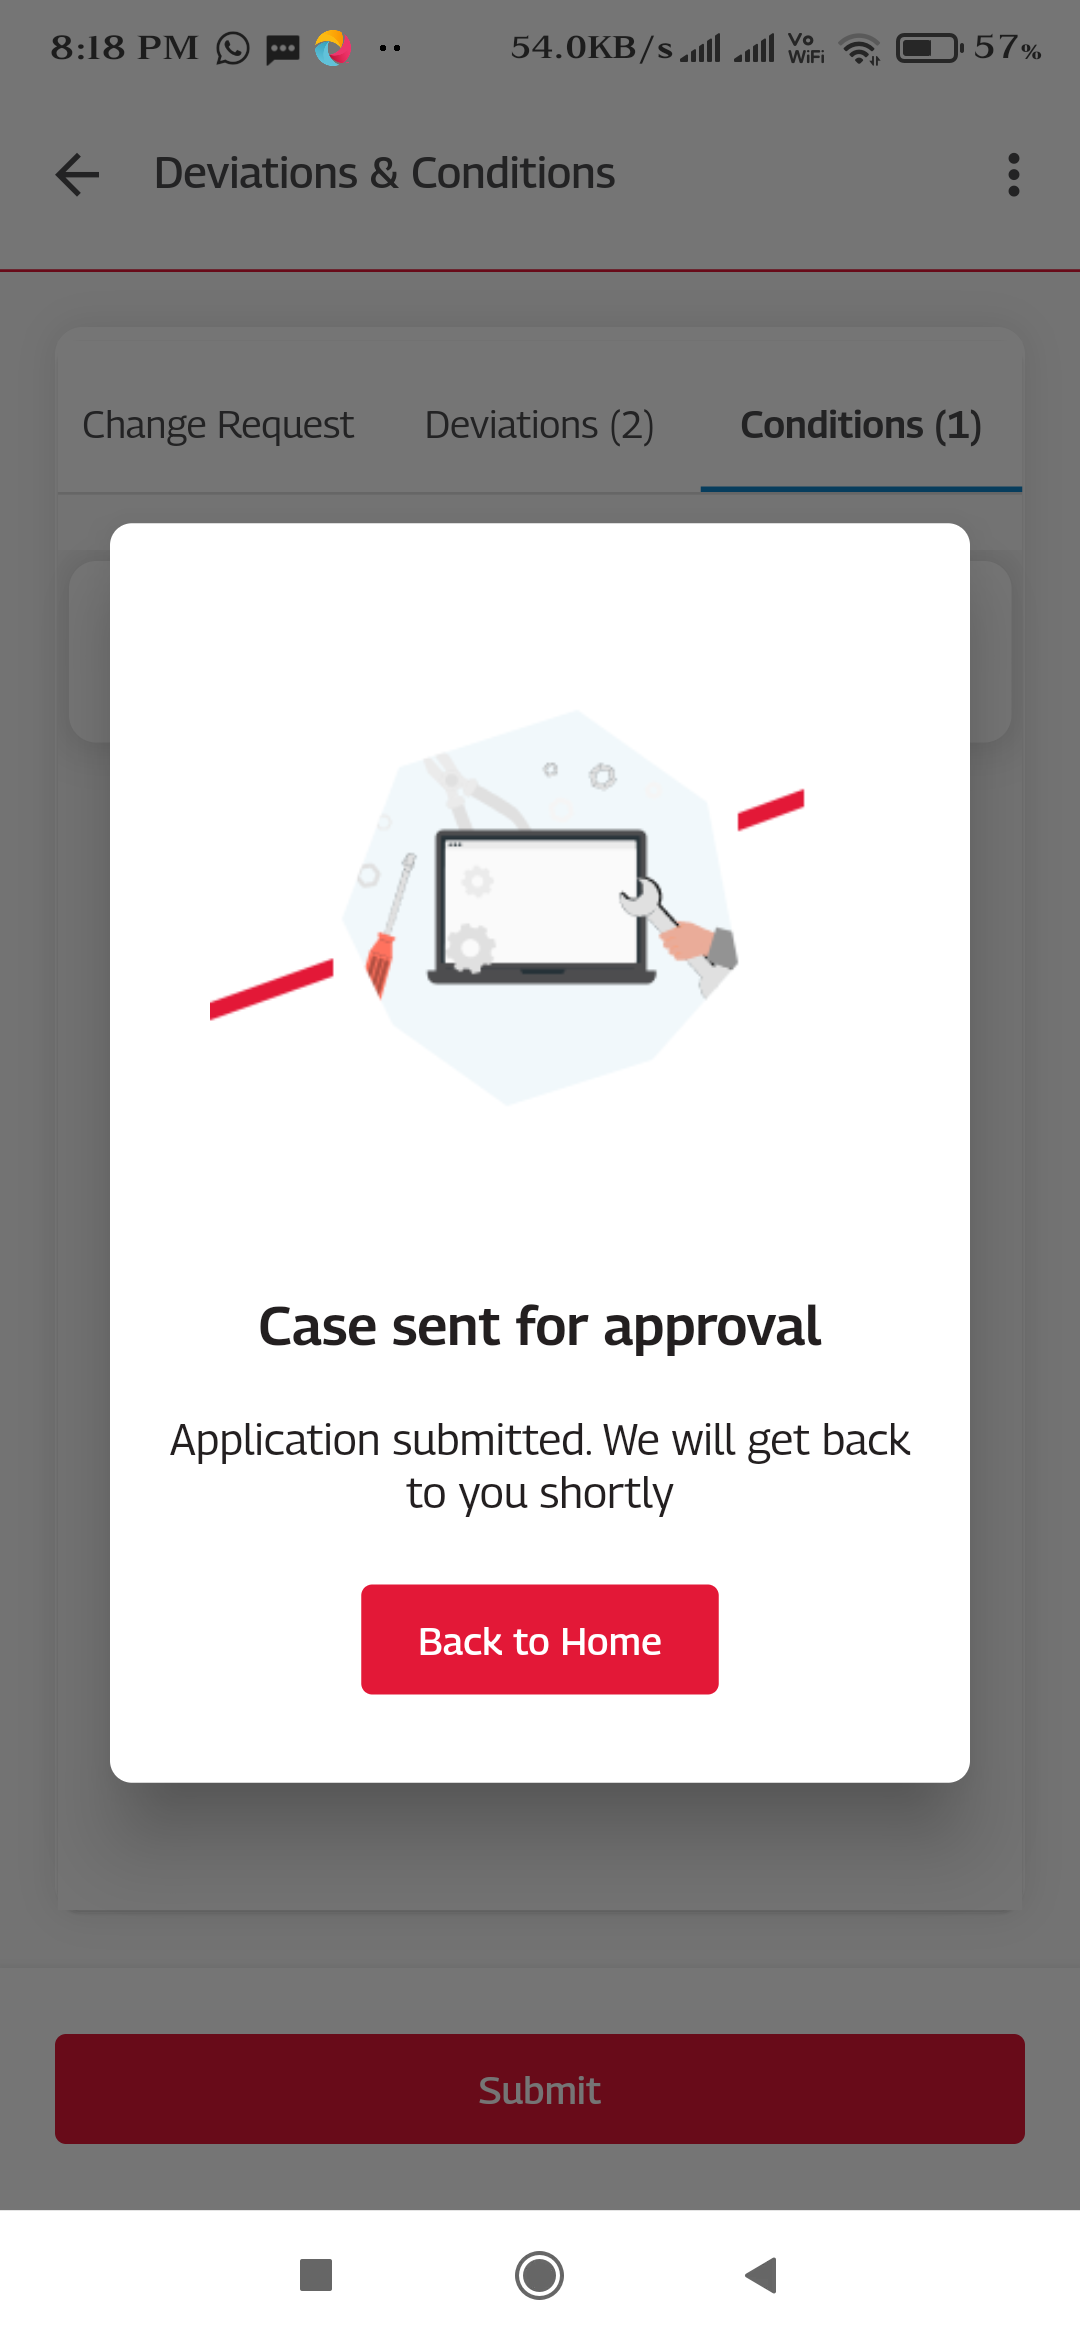 8:18 PM 54.0KB/s Vo WiFi 57%
Deviations & Conditions
Change Request Deviations (2) Conditions (1)
Case sent for approval
Application submitted. We will get back
to you shortly
Back to Home
Submit